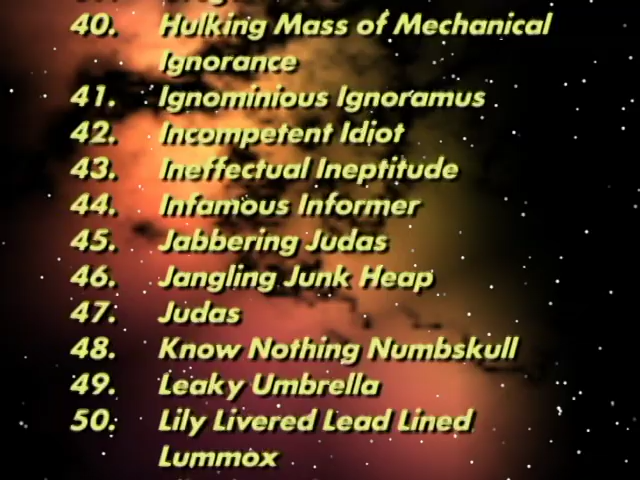 40. Hulking Mass of Mechanical
Ignorance
41. Ignominious Ignoramus
42. Incompetent Idiot
43. Ineffectual Ineptitude
44. Infamous Informer
45. Jabbering Judas
46. Jangling Junk Heap
47. Judas
48. Know Nothing Numbskull
49. Leaky Umbrella
50. Lily Livered Lead Lined
Lummox